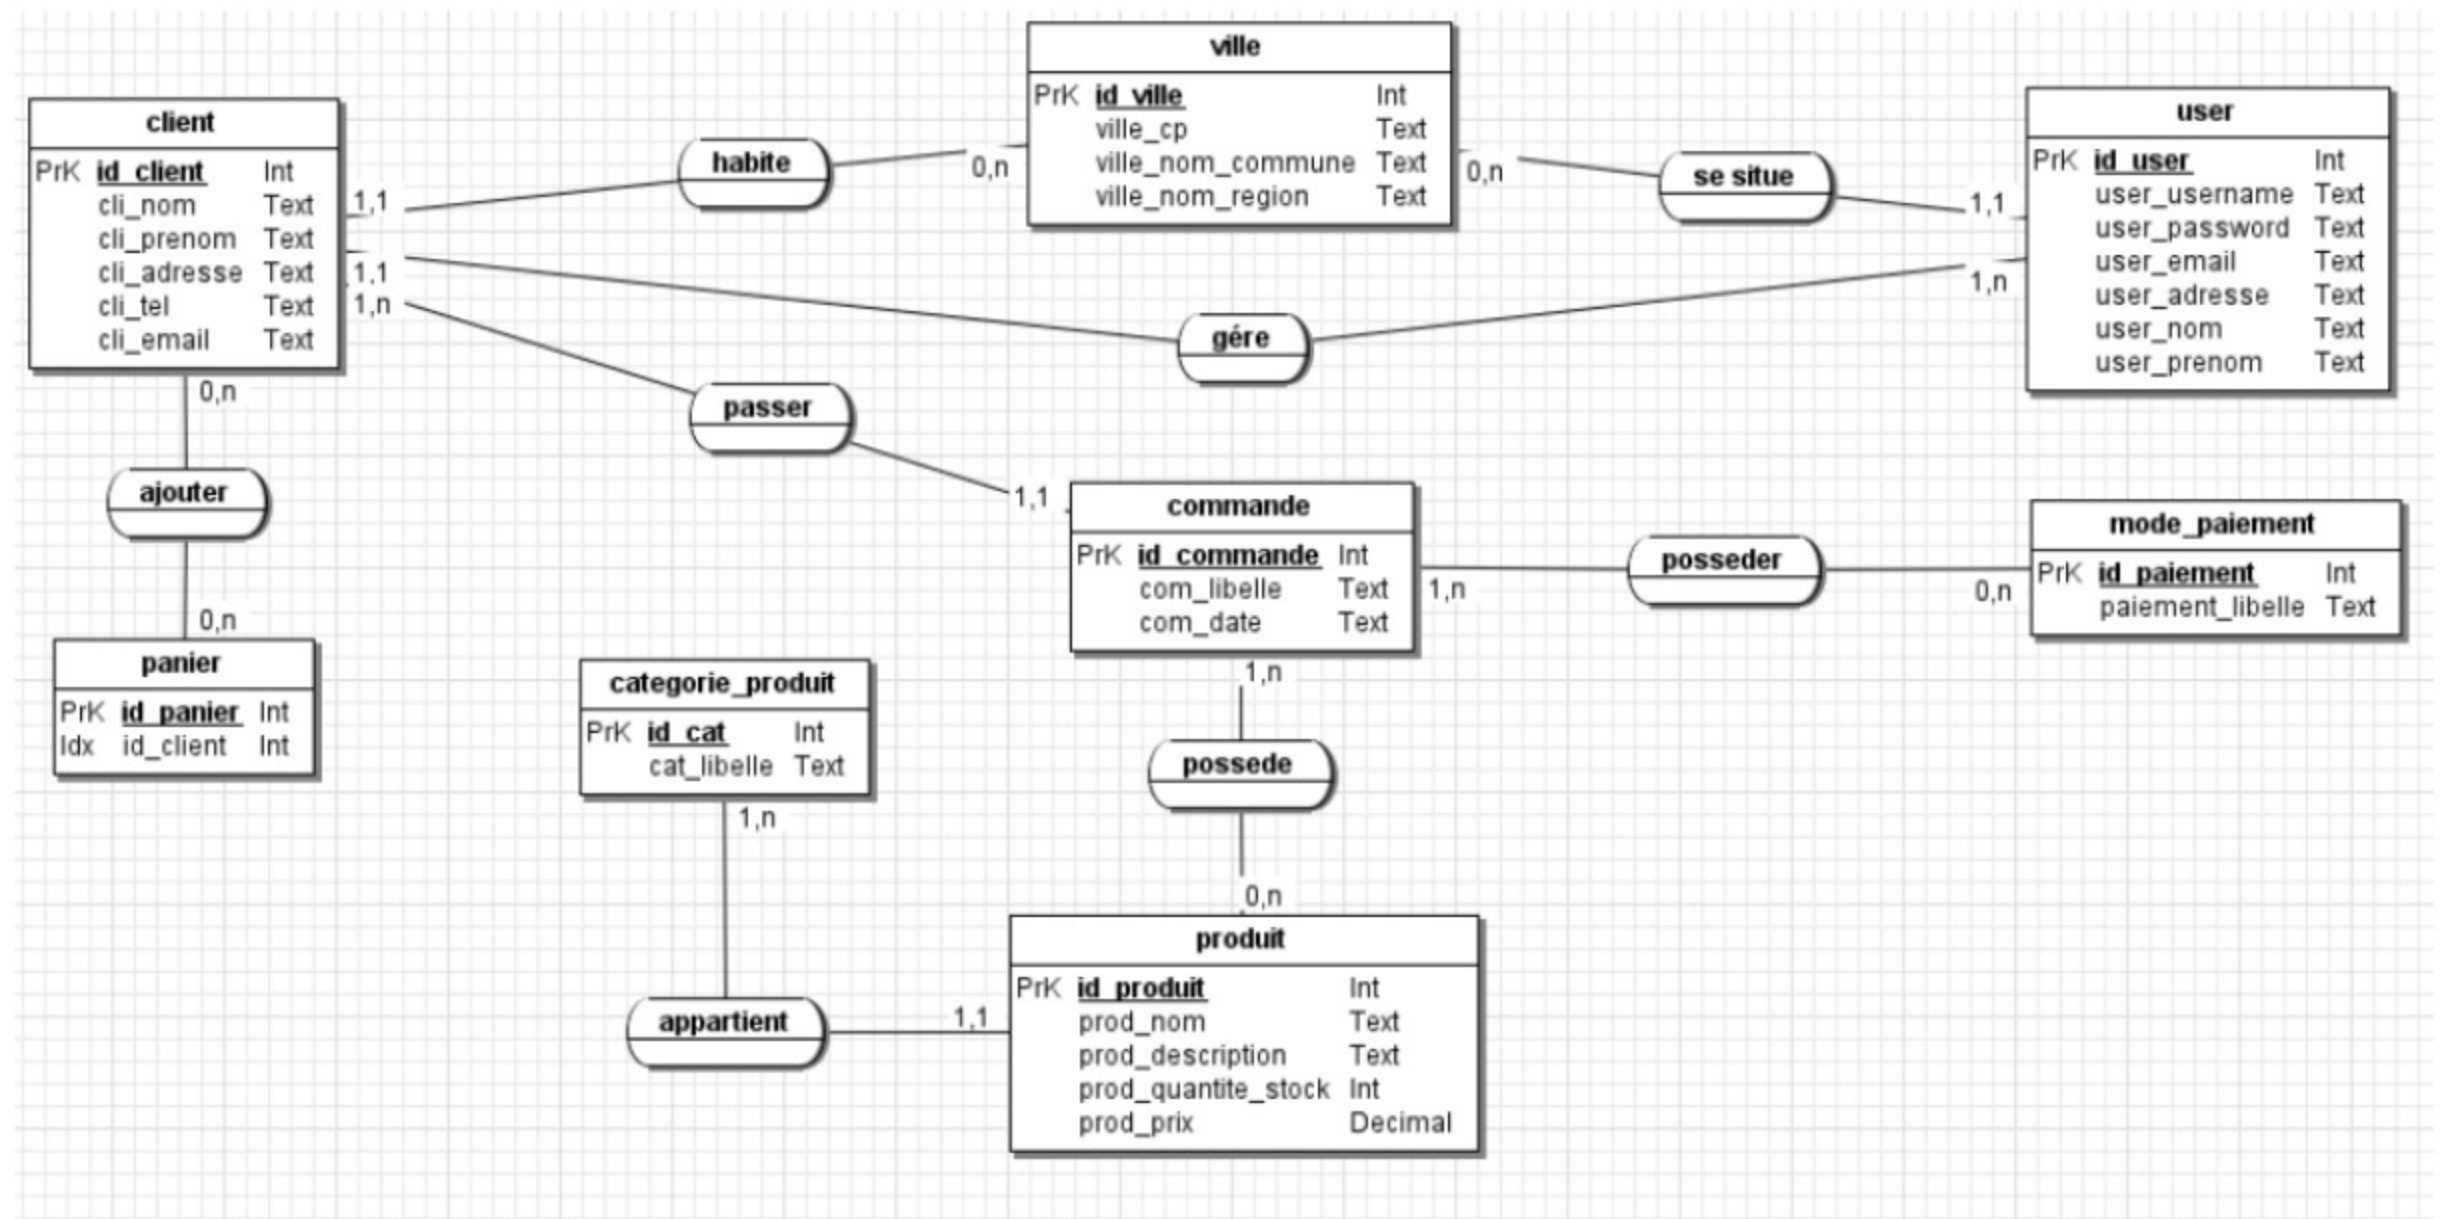 ville
PrK id_ville Int
ville_cp Text
ville_nom_commune Text
ville_nom_region Text
client
PrK id_client Int
cli_nom Text
cli_prenom Text
cli_adresse Text
cli_tel Text
cli_email Text
user
PrK id_user Int
user_username Text
user_password Text
user_email Text
user_adresse Text
user_nom Text
user_prenom Text
1,1
habite
0,n
0,n
se situe
1,1
1,1
gére
1,n
1,n
passer
1,1
0,n
ajouter
0,n
commande
PrK id_commande Int
com_libelle Text
com_date Text
1,n
posseder
0,n
mode_paiement
PrK id_paiement Int
paiement_libelle Text
panier
PrK id_panier Int
Idx id_client Int
categorie_produit
PrK id_cat Int
cat_libelle Text
1,n
possede
0,n
1,n
appartient
1,1
produit
PrK id_produit Int
prod_nom Text
prod_description Text
prod_quantite_stock Int
prod_prix Decimal